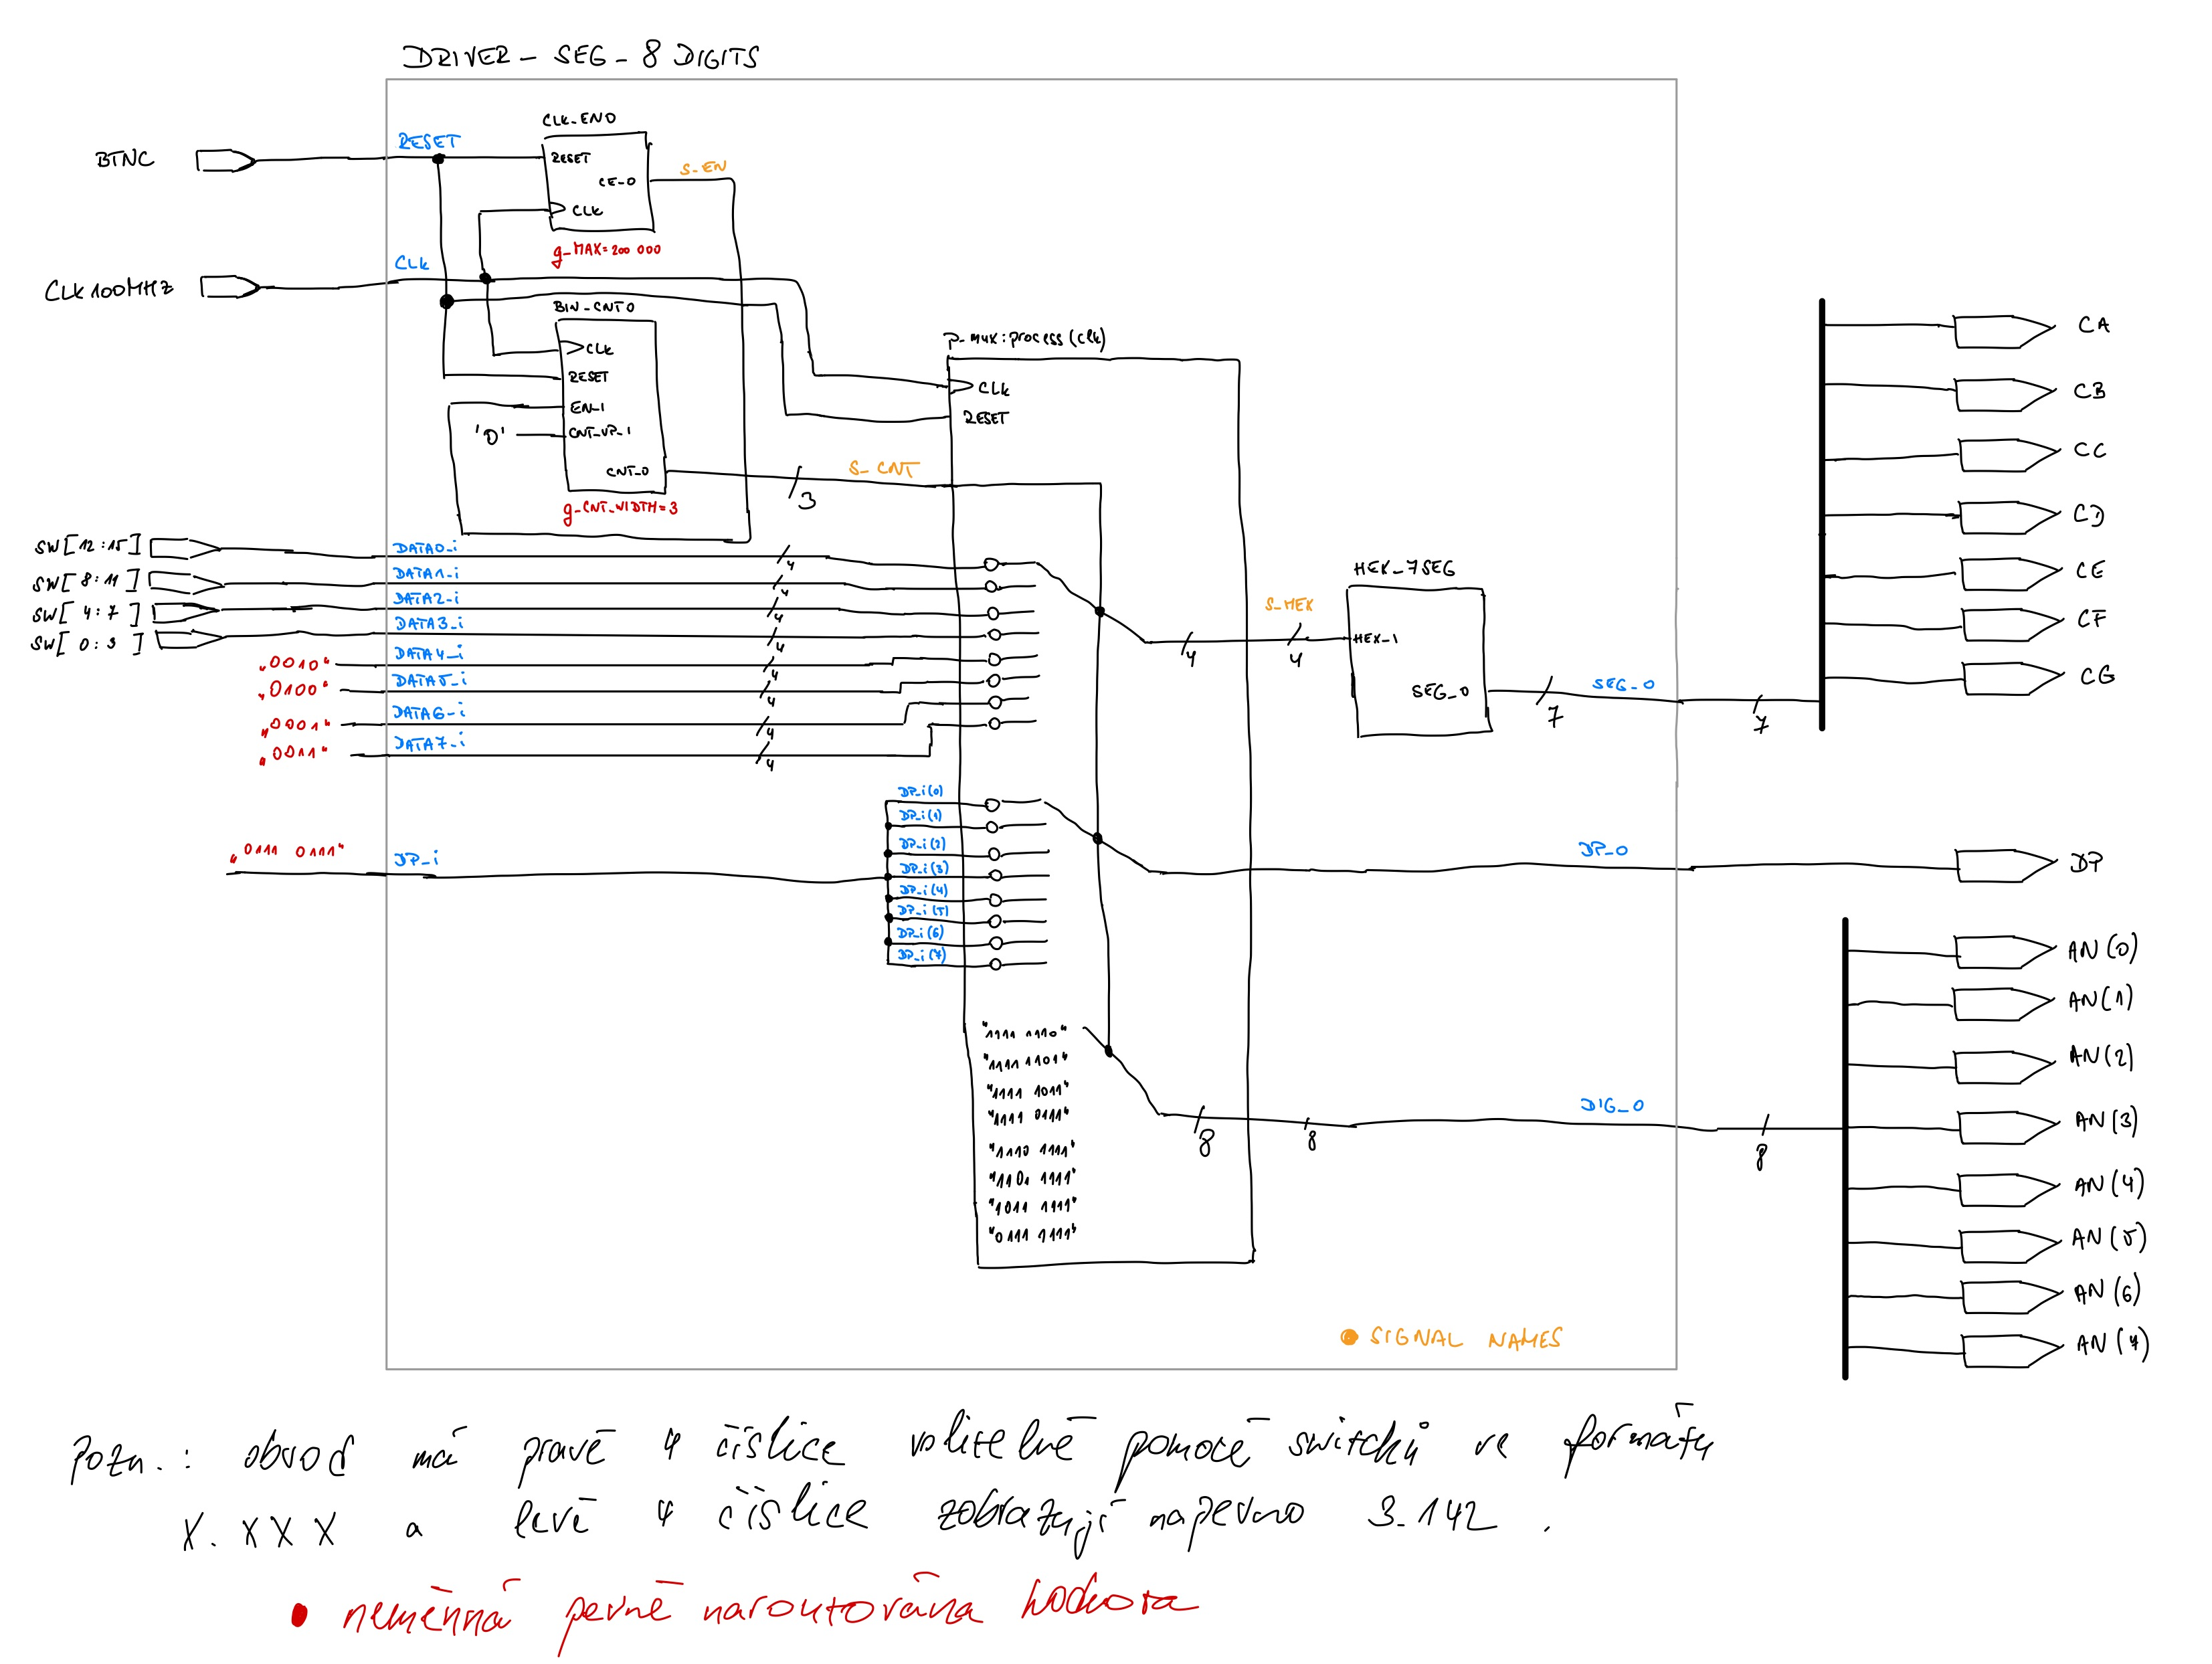 DRIVER - SEG - 8 DIGITS
CLK_EN0
RESET
BTNC
RESET
S_EN
CE_O
CLK
g_MAX=200 000
CLK
CLK100MHZ
BIN_CNT0
p_mux:process(clk)
CA
CLK
RESET
CLK
EN_i
RESET
CB
'0'
CNT_UP_i
CNT_O
S_CNT
CC
3
g_CNT_WIDTH=3
CD
SW[12:15]
DATA0_i
4
SW[8:11]
DATA1_i
4
HEX_7SEG
CE
SW[4:7]
DATA2_i
4
S_HEX
SW[0:3]
DATA3_i
4
4
4
HEX_i
CF
„0010“
DATA4_i
4
„0100“
DATA5_i
4
SEG_O
7
SEG_O
7
CG
„0001“
DATA6_i
4
„0011“
DATA7_i
4
DP_i(0)
DP_i(1)
DP_i(2)
„0111 0111“
DP_i
DP_i(3)
DP_O
DP
DP_i(4)
DP_i(5)
DP_i(6)
DP_i(7)
AN(0)
AN(1)
"1111 1110"
"1111 1101"
AN(2)
"1111 1011"
"1111 0111"
8
8
DIG_O
8
AN(3)
"1110 1111"
"1101 1111"
AN(4)
"1011 1111"
"0111 1111"
AN(5)
AN(6)
SIGNAL NAMES
AN(7)
Pozn.: obvod má pravé 4 číslice volitelné pomocé switchů ve formátu
X.XXX a levé 4 číslice zobrazují napevno 3.142.
• neměnná pevně naroutována hodnota